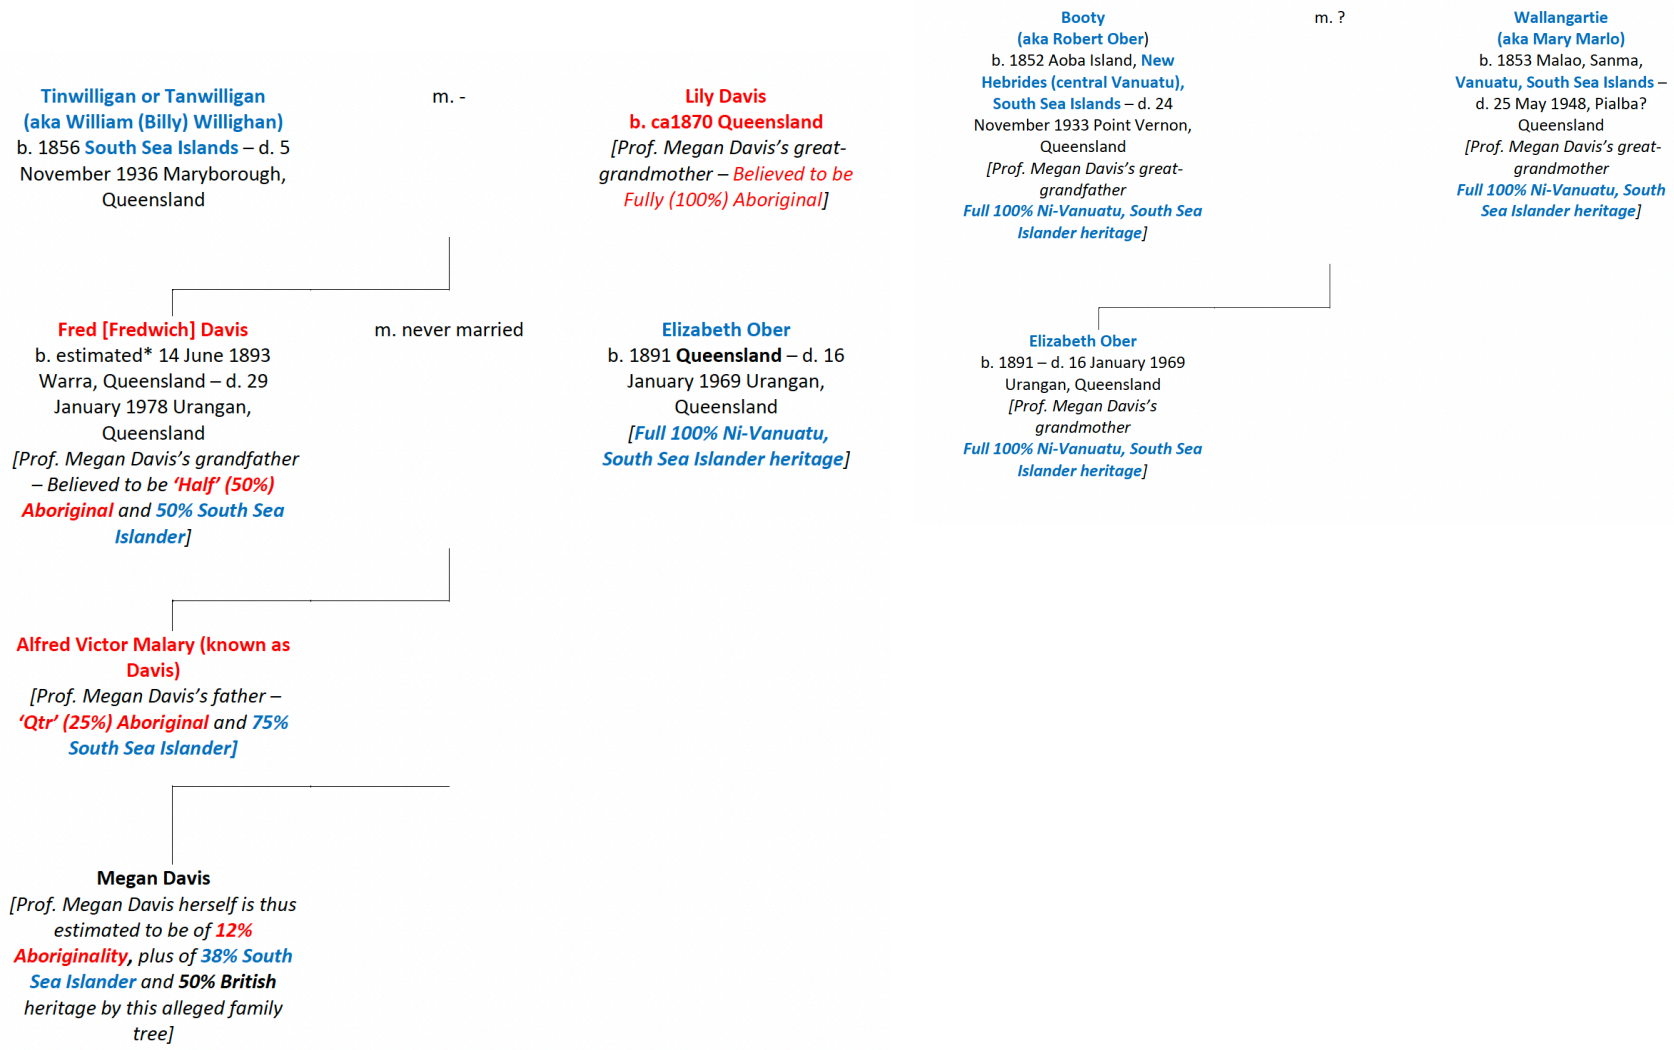 Tinwilligan or Tanwilligan
(aka William (Billy) Willighan)
b. 1856 South Sea Islands – d. 5
November 1936 Maryborough,
Queensland
m. -
Lily Davis
b. ca1870 Queensland
[Prof. Megan Davis's great-
grandmother – Believed to be
Fully (100%) Aboriginal]
Fred [Fredwich] Davis
b. estimated* 14 June 1893
Warra, Queensland – d. 29
January 1978 Urangan,
Queensland
[Prof. Megan Davis's grandfather
– Believed to be 'Half' (50%)
Aboriginal and 50% South Sea
Islander]
m. never married
Elizabeth Ober
b. 1891 Queensland – d. 16
January 1969 Urangan,
Queensland
[Full 100% Ni-Vanuatu,
South Sea Islander heritage]
Alfred Victor Malary (known as
Davis)
[Prof. Megan Davis's father –
'Qtr' (25%) Aboriginal and 75%
South Sea Islander]
Megan Davis
[Prof. Megan Davis herself is thus
estimated to be of 12%
Aboriginality, plus of 38% South
Sea Islander and 50% British
heritage by this alleged family
tree]
Booty
(aka Robert Ober)
b. 1852 Aoba Island, New
Hebrides (central Vanuatu),
South Sea Islands – d. 24
November 1933 Point Vernon,
Queensland
[Prof. Megan Davis's great-
grandfather
Full 100% Ni-Vanuatu, South Sea
Islander heritage]
m. ?
Wallangartie
(aka Mary Marlo)
b. 1853 Malao, Sanma,
Vanuatu, South Sea Islands –
d. 25 May 1948, Pialba?
Queensland
[Prof. Megan Davis's great-
grandmother
Full 100% Ni-Vanuatu, South
Sea Islander heritage]
Elizabeth Ober
b. 1891 – d. 16 January 1969
Urangan, Queensland
[Prof. Megan Davis's
grandmother
Full 100% Ni-Vanuatu, South Sea
Islander heritage]